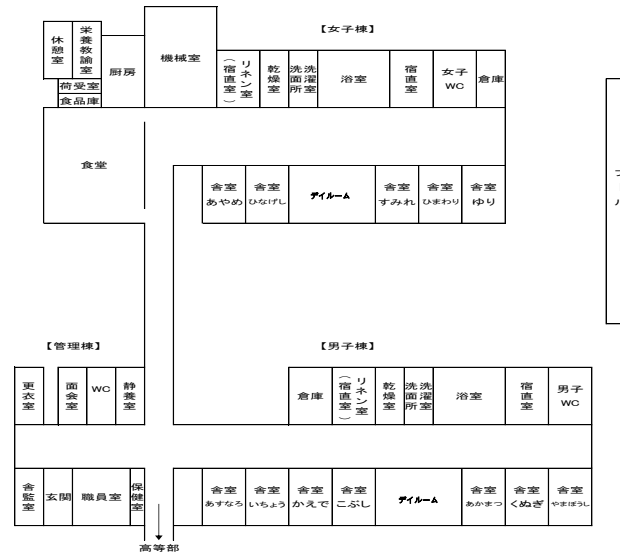 【女子棟】
休憩室
栄養教諭室
厨房
機械室
リネン室
（宿直室）
乾燥室
洗濯室
洗面所
浴室
宿直室
女子
WC
倉庫
荷受室
食品庫
食堂
舎室
あやめ
舎室
ひなげし
デイルーム
舎室
すみれ
舎室
ひまわり
舎室
ゆり
プール
【管理棟】
【男子棟】
更衣室
面会室
WC
静養室
倉庫
リネン室
（宿直室）
乾燥室
洗濯室
洗面所
浴室
宿直室
男子
WC
舎監室
玄関
職員室
保健室
舎室
あすなろ
舎室
いちょう
舎室
かえで
舎室
こぶし
デイルーム
舎室
あかまつ
舎室
くぬぎ
舎室
やまぼうし
高等部